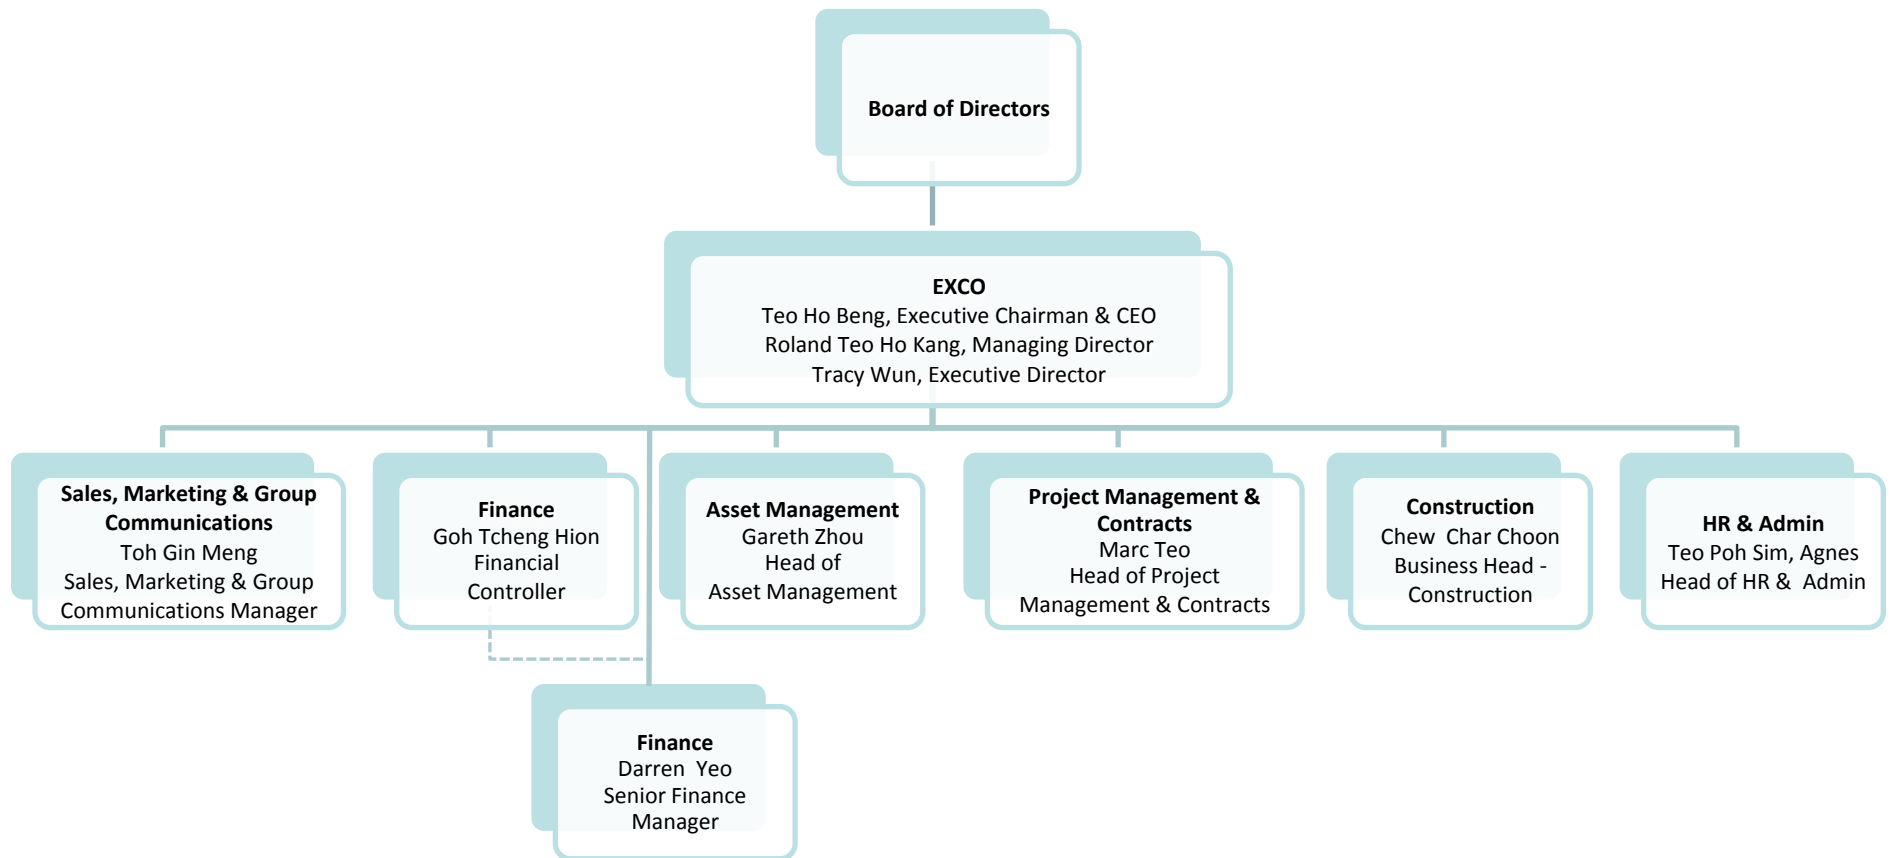 Board of Directors
EXCO
Teo Ho Beng, Executive Chairman & CEO
Roland Teo Ho Kang, Managing Director
Tracy Wun, Executive Director
Sales, Marketing & Group
Communications
Toh Gin Meng
Sales, Marketing & Group
Communications Manager
Finance
Goh Tcheng Hion
Financial
Controller
Asset Management
Gareth Zhou
Head of
Asset Management
Project Management &
Contracts
Marc Teo
Head of Project
Management & Contracts
Construction
Chew Char Choon
Business Head -
Construction
HR & Admin
Teo Poh Sim, Agnes
Head of HR & Admin
Finance
Darren Yeo
Senior Finance
Manager